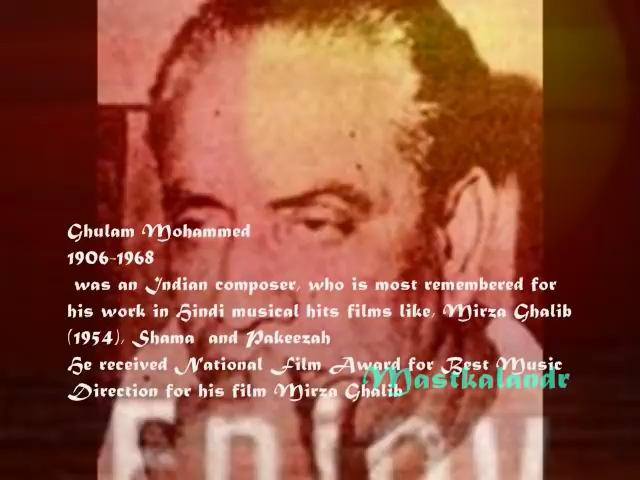 Ghulam Mohammed
1906-1968
was an Indian composer, who is most remembered for
his work in Hindi musical hits films like, Mirza Ghalib
(1954), Shama and Pakeezah
He received National Film Award for Best Music
Direction for his film Mirza Ghalib
Mastkalandr
Enjoy